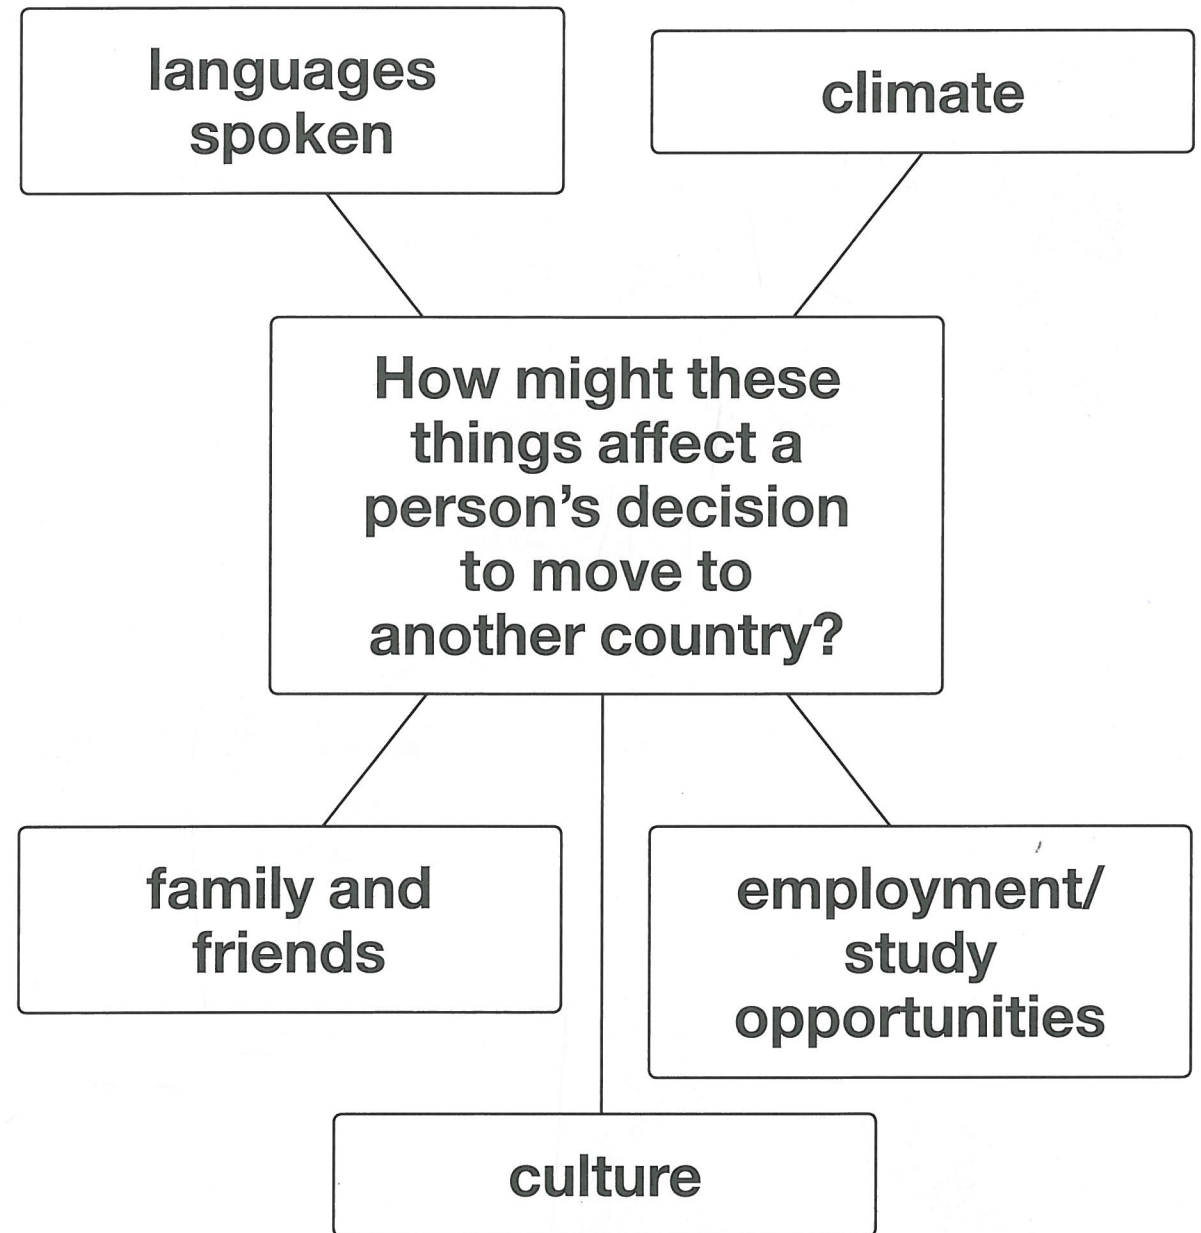 languages
spoken
climate
How might these
things affect a
person's decision
to move to
another country?
family and
friends
employment/
study
opportunities
culture